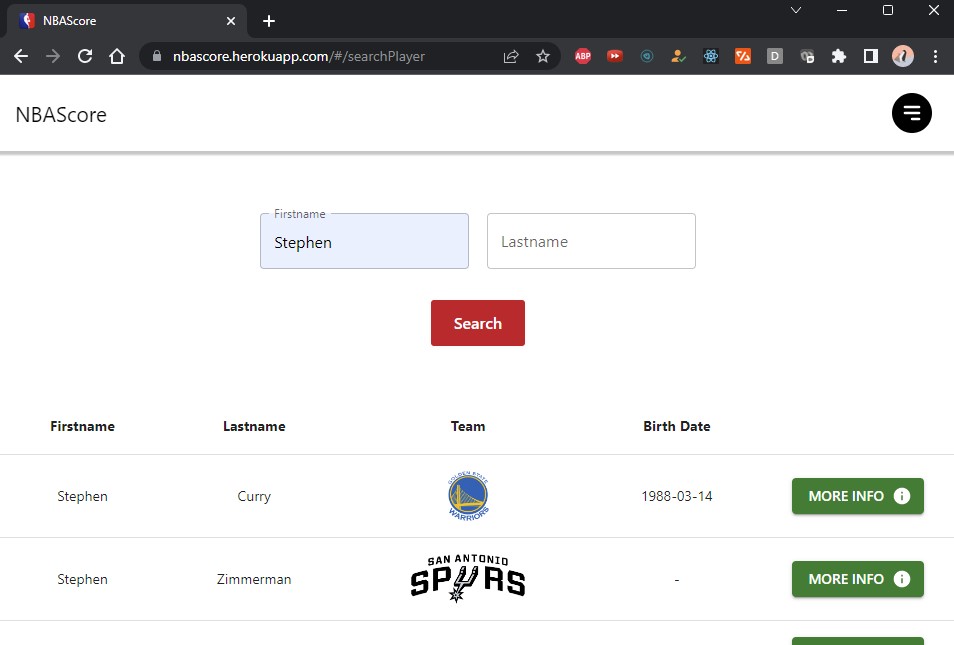 NBAScore
nbascore.herokuapp.com/#/searchPlayer
ABP
D
NBAScore
Firstname
Stephen
Lastname
Search
Firstname Lastname Team Birth Date
GOLDEN STATE
WARRIORS
Stephen Curry 1988-03-14 MORE INFO
SAN ANTONIO
SPURS
Stephen Zimmerman - MORE INFO